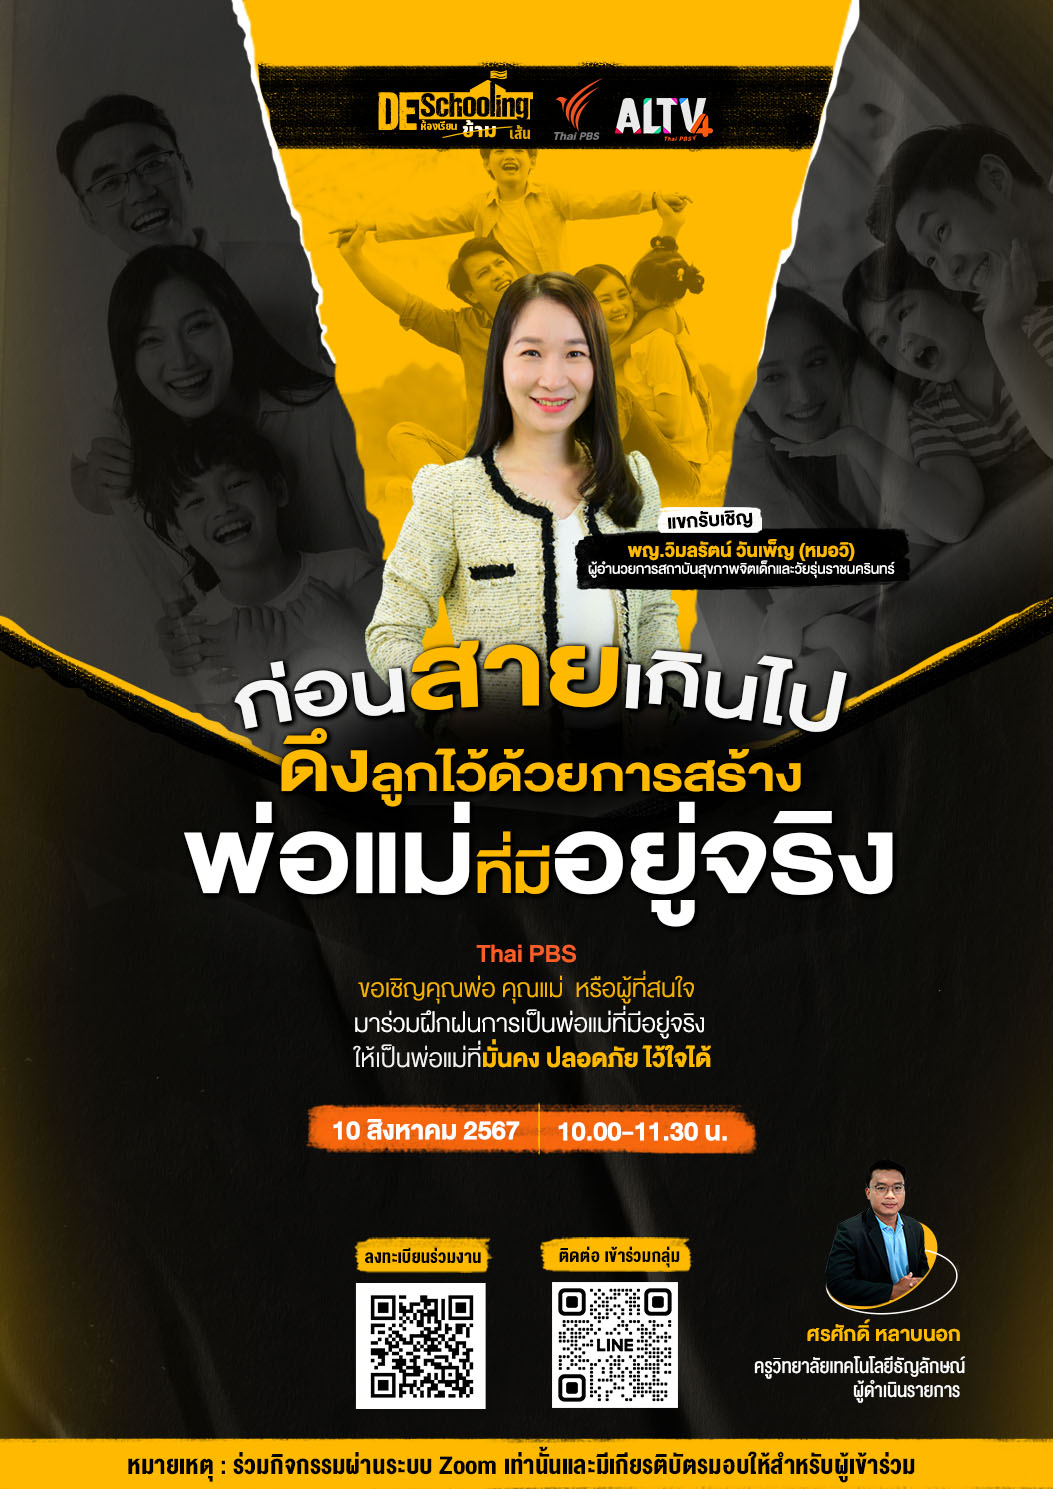 DESchooling
ห้องเรียน ข้าม เส้น
Thai PBS
ALTV4
Thai PBS
แขกรับเชิญ
พญ.วิมลรัตน์ วันเพ็ญ (หมอวิ)
ผู้อำนวยการสถาบันสุขภาพจิตเด็กและวัยรุ่นราชนครินทร์
ก่อนสายเกินไป
ดึงลูกไว้ด้วยการสร้าง
พ่อแม่ที่มีอยู่จริง
Thai PBS
ขอเชิญคุณพ่อ คุณแม่ หรือผู้ที่สนใจ
มาร่วมฝึกฝนการเป็นพ่อแม่ที่มีอยู่จริง
ให้เป็นพ่อแม่ที่มั่นคง ปลอดภัย ไว้ใจได้
10 สิงหาคม 2567 10.00-11.30 น.
ลงทะเบียนร่วมงาน
ติดต่อ เข้าร่วมกลุ่ม
LINE
ศรศักดิ์ หลาบนอก
ครูวิทยาลัยเทคโนโลยีธัญลักษณ์
ผู้ดำเนินรายการ
หมายเหตุ : ร่วมกิจกรรมผ่านระบบ Zoom เท่านั้นและมีเกียรติบัตรมอบให้สำหรับผู้เข้าร่วม